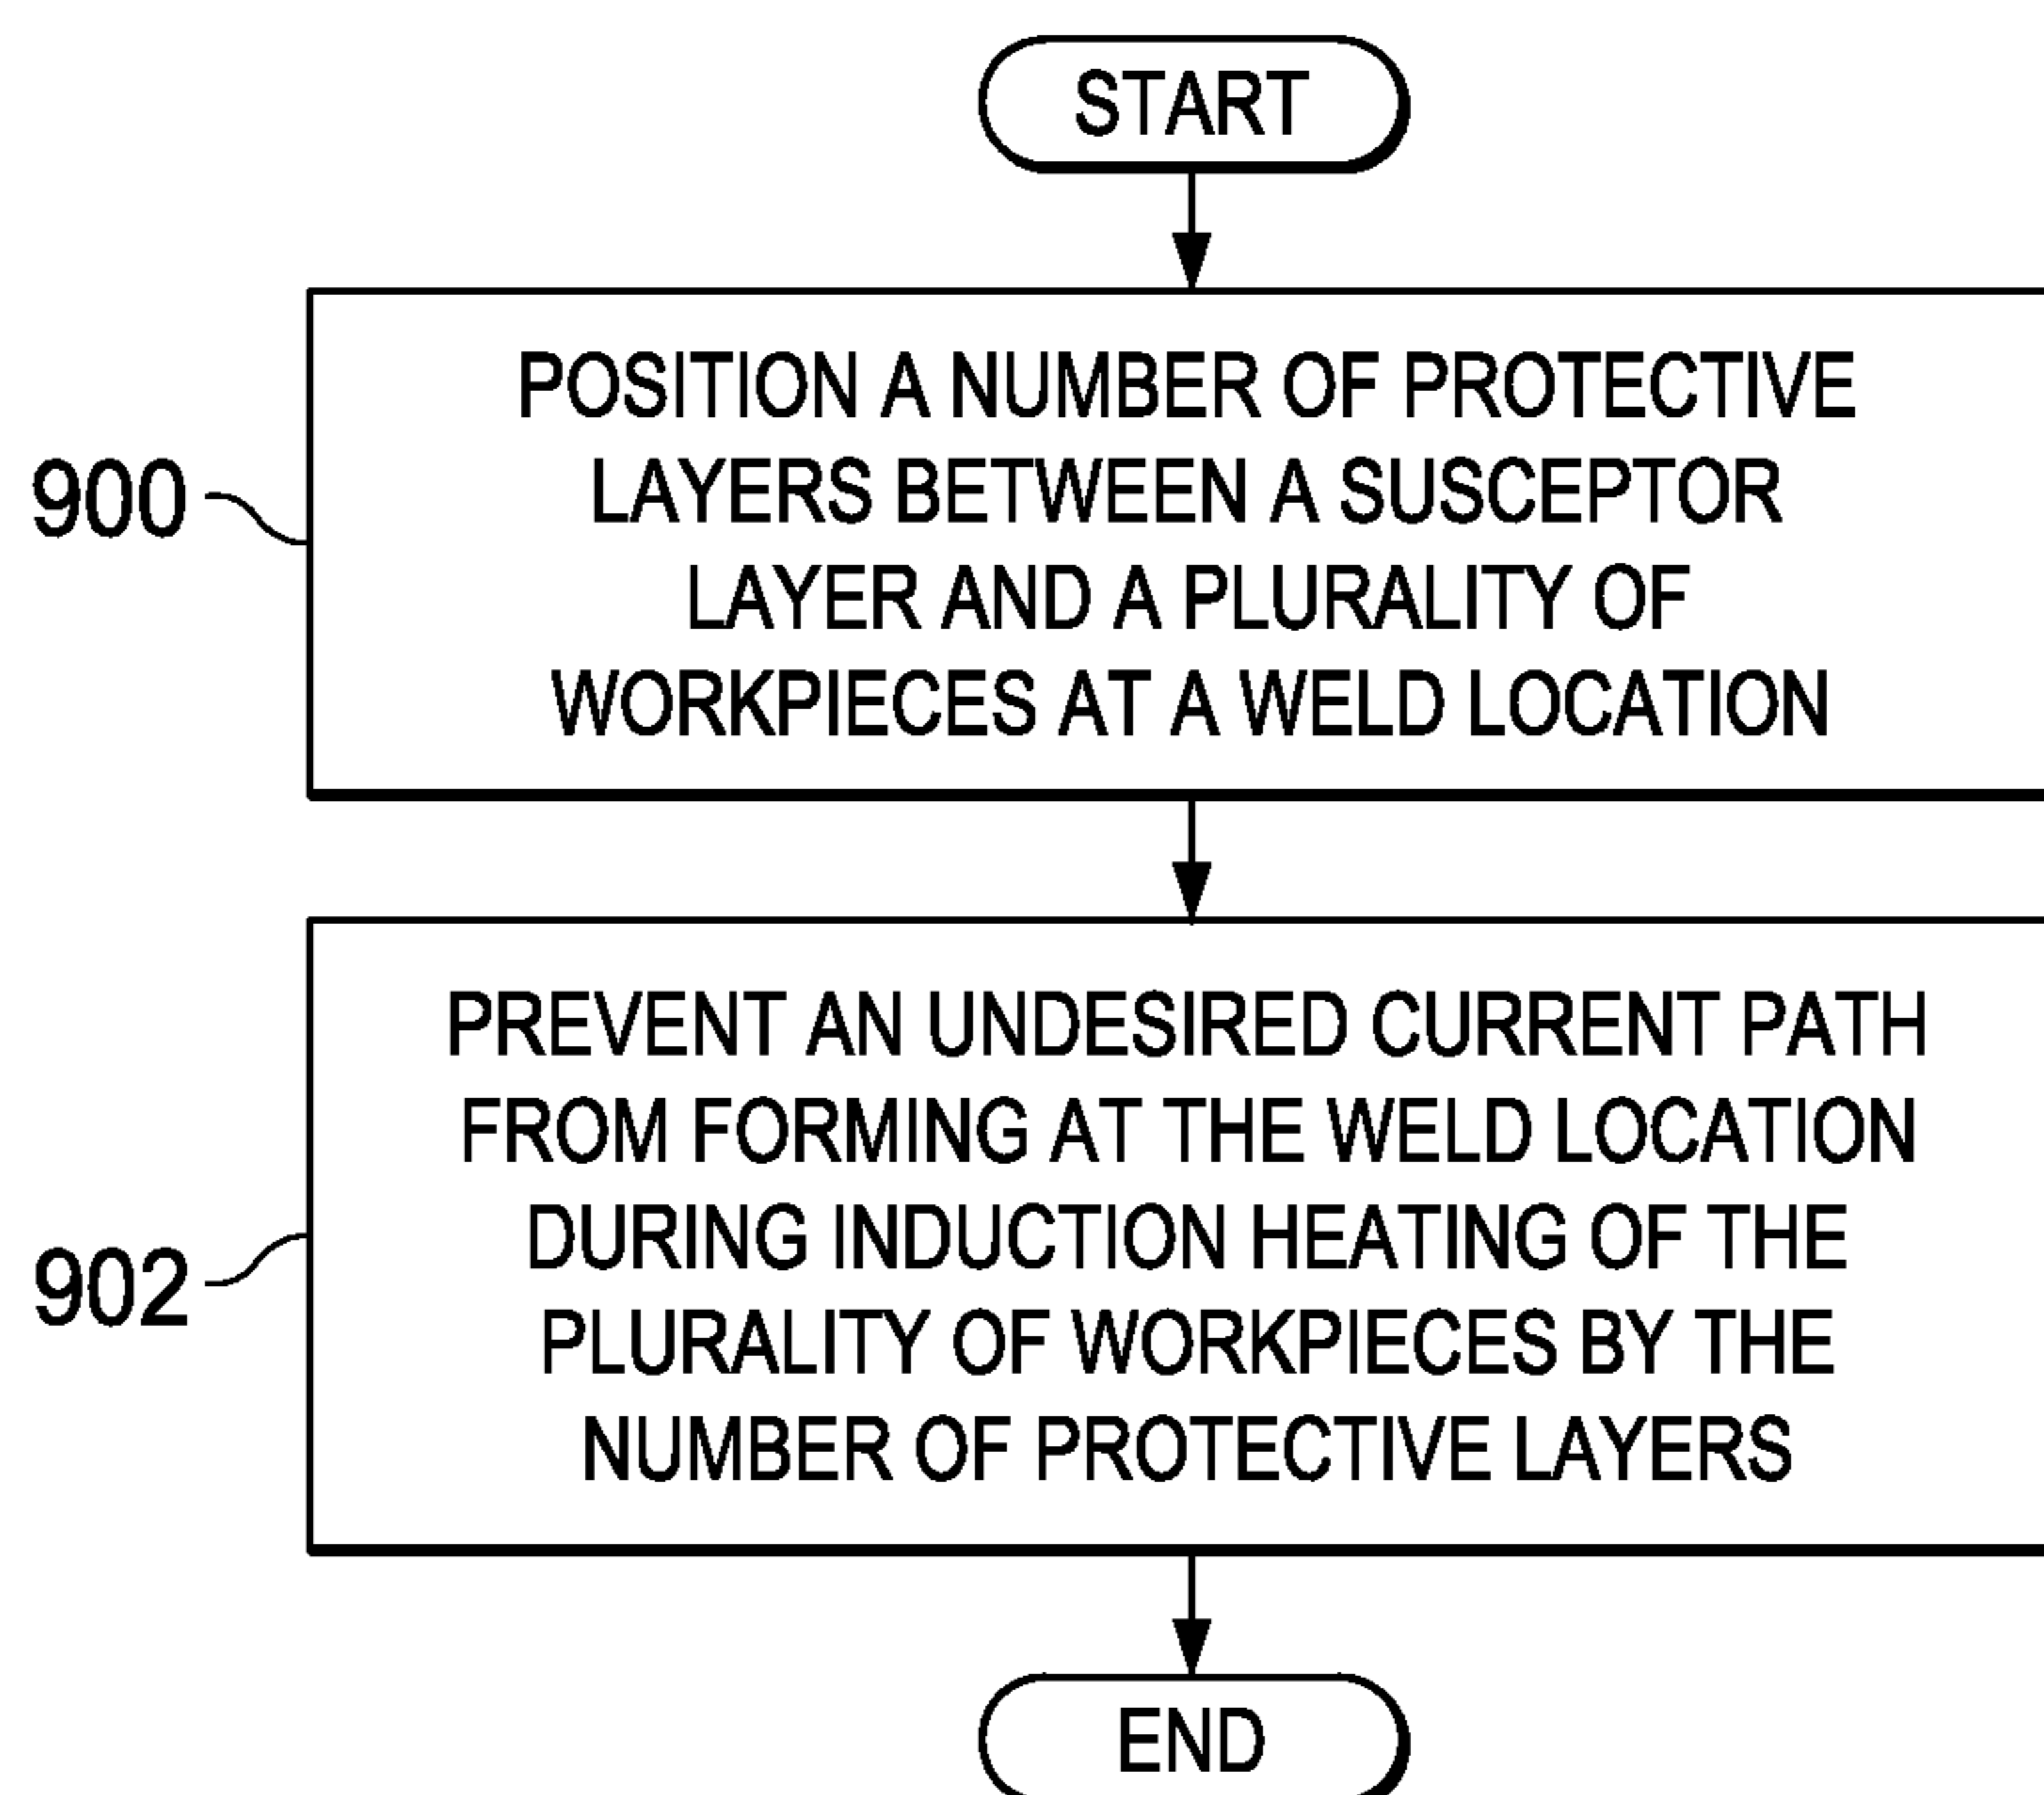 START
POSITION A NUMBER OF PROTECTIVE
LAYERS BETWEEN A SUSCEPTOR
LAYER AND A PLURALITY OF
WORKPIECES AT A WELD LOCATION
900
PREVENT AN UNDESIRED CURRENT PATH
FROM FORMING AT THE WELD LOCATION
DURING INDUCTION HEATING OF THE
PLURALITY OF WORKPIECES BY THE
NUMBER OF PROTECTIVE LAYERS
902
END